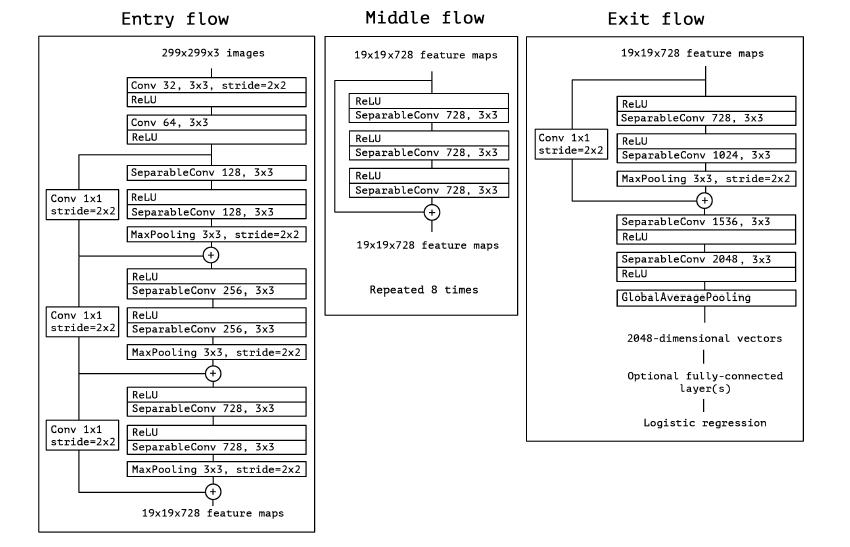 Entry flow
299x299x3 images
Conv 32, 3x3, stride=2x2
ReLU
Conv 64, 3x3
ReLU
SeparableConv 128, 3x3
Conv 1x1
stride=2x2
ReLU
SeparableConv 128, 3x3
MaxPooling 3x3, stride=2x2
+
ReLU
SeparableConv 256, 3x3
Conv 1x1
stride=2x2
ReLU
SeparableConv 256, 3x3
MaxPooling 3x3, stride=2x2
+
ReLU
SeparableConv 728, 3x3
Conv 1x1
stride=2x2
ReLU
SeparableConv 728, 3x3
MaxPooling 3x3, stride=2x2
+
19x19x728 feature maps
Middle flow
19x19x728 feature maps
ReLU
SeparableConv 728, 3x3
ReLU
SeparableConv 728, 3x3
ReLU
SeparableConv 728, 3x3
+
19x19x728 feature maps
Repeated 8 times
Exit flow
19x19x728 feature maps
ReLU
SeparableConv 728, 3x3
Conv 1x1
stride=2x2
ReLU
SeparableConv 1024, 3x3
MaxPooling 3x3, stride=2x2
+
SeparableConv 1536, 3x3
ReLU
SeparableConv 2048, 3x3
ReLU
GlobalAveragePooling
2048-dimensional vectors
Optional fully-connected
layer(s)
Logistic regression